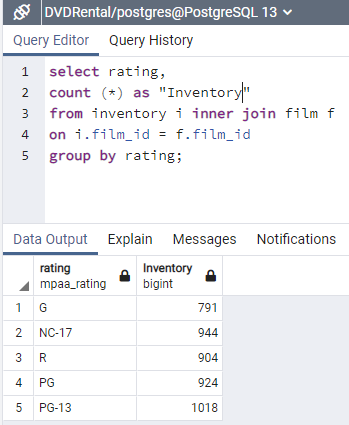 DVDRental/postgres@PostgreSQL 13
Query Editor Query History
1 select rating,
2 count (*) as "Inventory"
3 from inventory i inner join film f
4 on i.film_id = f.film_id
5 group by rating;
Data Output Explain Messages Notifications
rating Inventory
mpaa_rating bigint
1 G 791
2 NC-17 944
3 R 904
4 PG 924
5 PG-13 1018